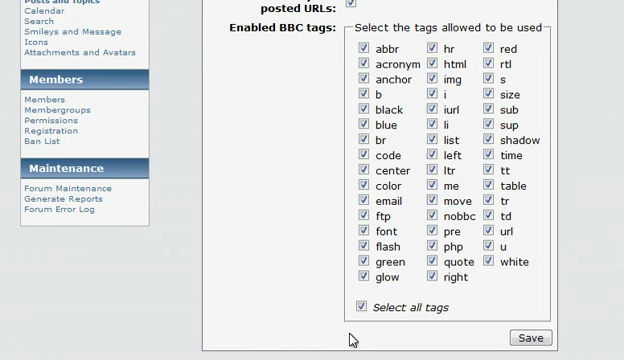 Posts and Topics
Calendar
Search
Smileys and Message
Icons
Attachments and Avatars
Members
Members
Membergroups
Permissions
Registration
Ban List
Maintenance
Forum Maintenance
Generate Reports
Forum Error Log
posted URLs:
Enabled BBC tags:
Select the tags allowed to be used
abbr hr red
acronym html rtl
anchor img s
b i size
black iurl sub
blue li sup
br list shadow
code left time
center ltr tt
color me table
email move tr
ftp nobbc td
font pre url
flash php u
green quote white
glow right
Select all tags
Save